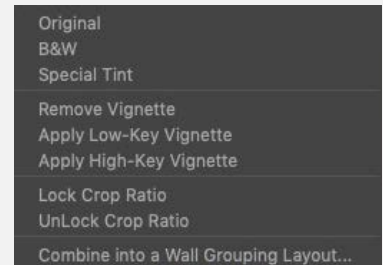 Original
B&W
Special Tint
Remove Vignette
Apply Low-Key Vignette
Apply High-Key Vignette
Lock Crop Ratio
UnLock Crop Ratio
Combine into a Wall Grouping Layout...